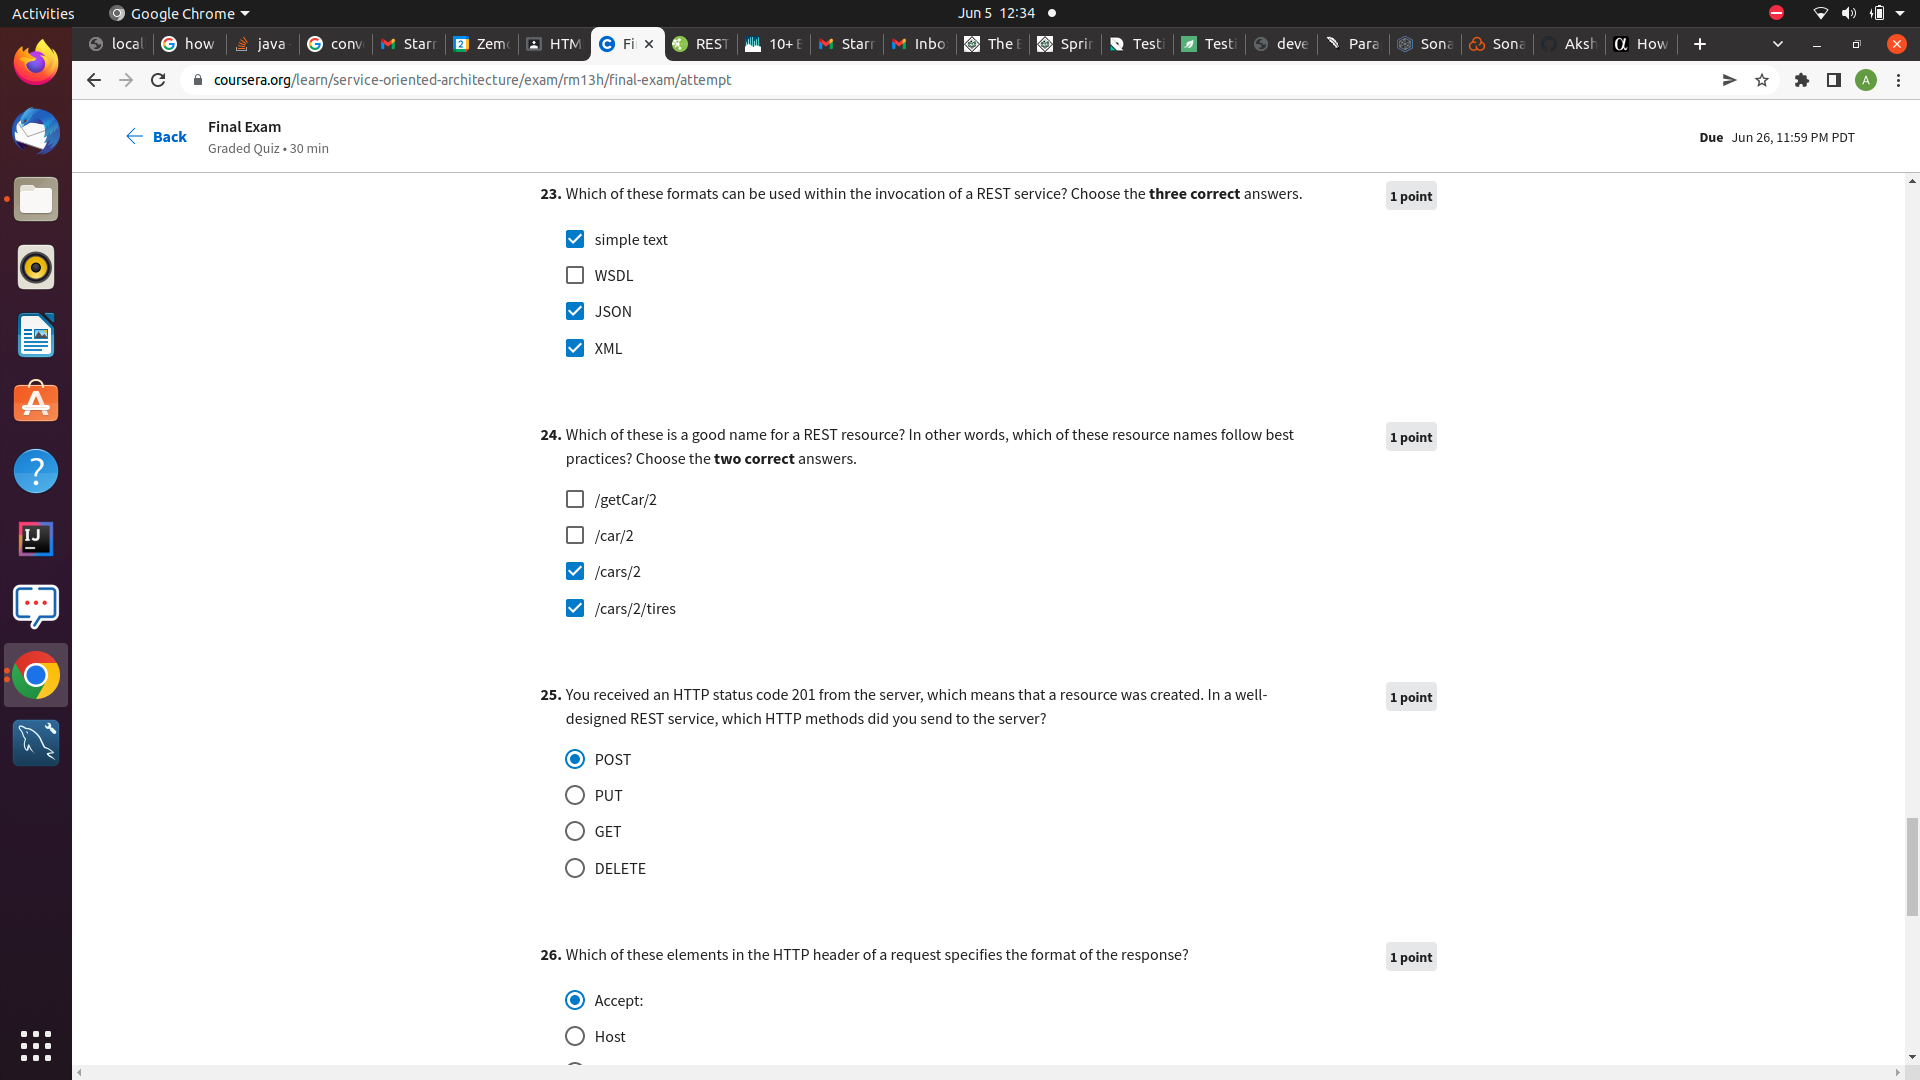 Activities
Google Chrome
Jun 5 12:34
local
how
java
conv
Starr
Zem
HTM
Fi
REST
10+ E
Starr
Inbo
The E
Sprin
Testi
Testi
deve
Para
Sona
Sona
Aksh
How
coursera.org/learn/service-oriented-architecture/exam/rm13h/final-exam/attempt
A
Back
Final Exam
Graded Quiz • 30 min
Due Jun 26, 11:59 PM PDT
23. Which of these formats can be used within the invocation of a REST service? Choose the three correct answers.
1 point
simple text
WSDL
JSON
XML
24. Which of these is a good name for a REST resource? In other words, which of these resource names follow best
practices? Choose the two correct answers.
1 point
/getCar/2
/car/2
/cars/2
/cars/2/tires
25. You received an HTTP status code 201 from the server, which means that a resource was created. In a well-
designed REST service, which HTTP methods did you send to the server?
1 point
POST
PUT
GET
DELETE
26. Which of these elements in the HTTP header of a request specifies the format of the response?
1 point
Accept:
Host
IJ